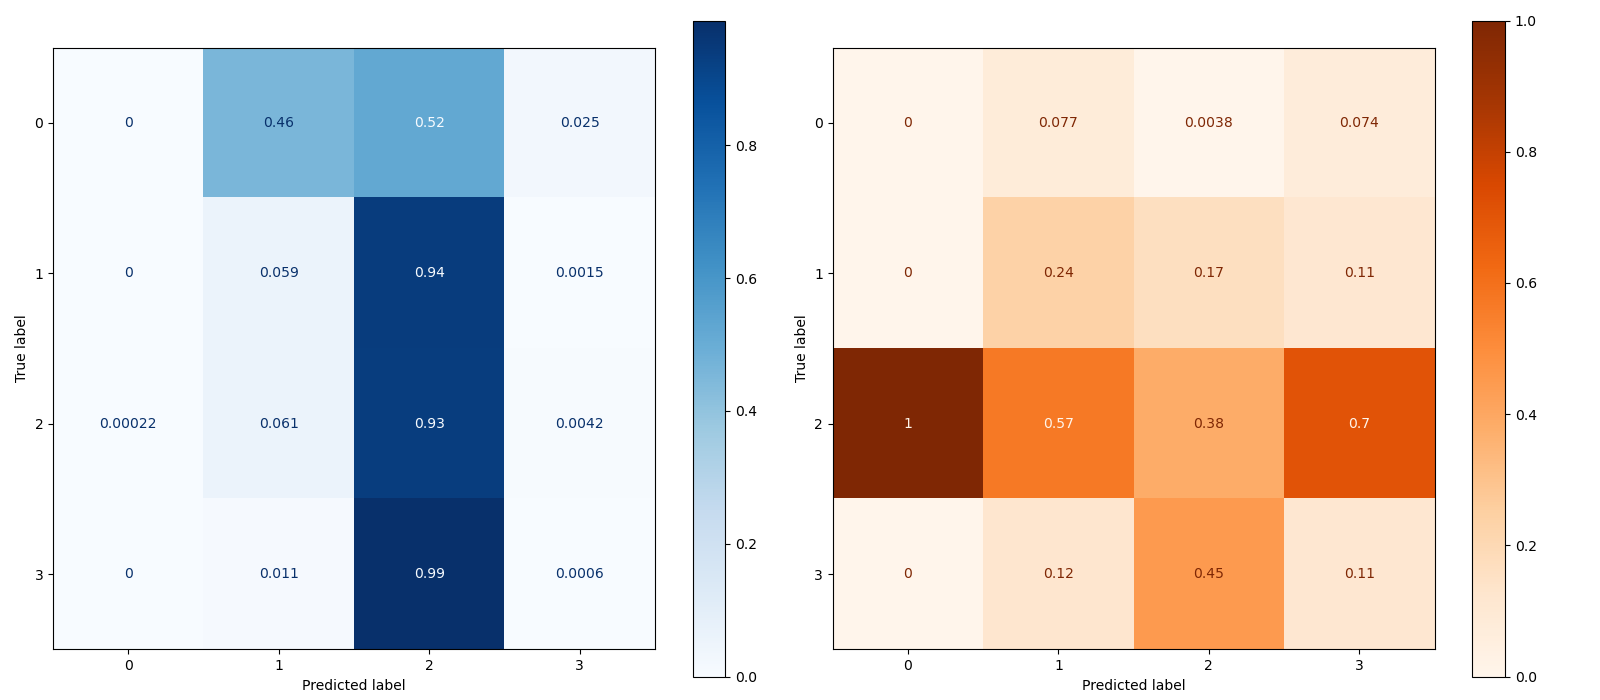 0 0 0.46 0.52 0.025
1 0 0.059 0.94 0.0015
2 0.00022 0.061 0.93 0.0042
3 0 0.011 0.99 0.0006
0 1 2 3
True label
Predicted label
0.8
0.6
0.4
0.2
0.0
0 0 0.077 0.0038 0.074
1 0 0.24 0.17 0.11
2 1 0.57 0.38 0.7
3 0 0.12 0.45 0.11
0 1 2 3
True label
Predicted label
1.0
0.8
0.6
0.4
0.2
0.0